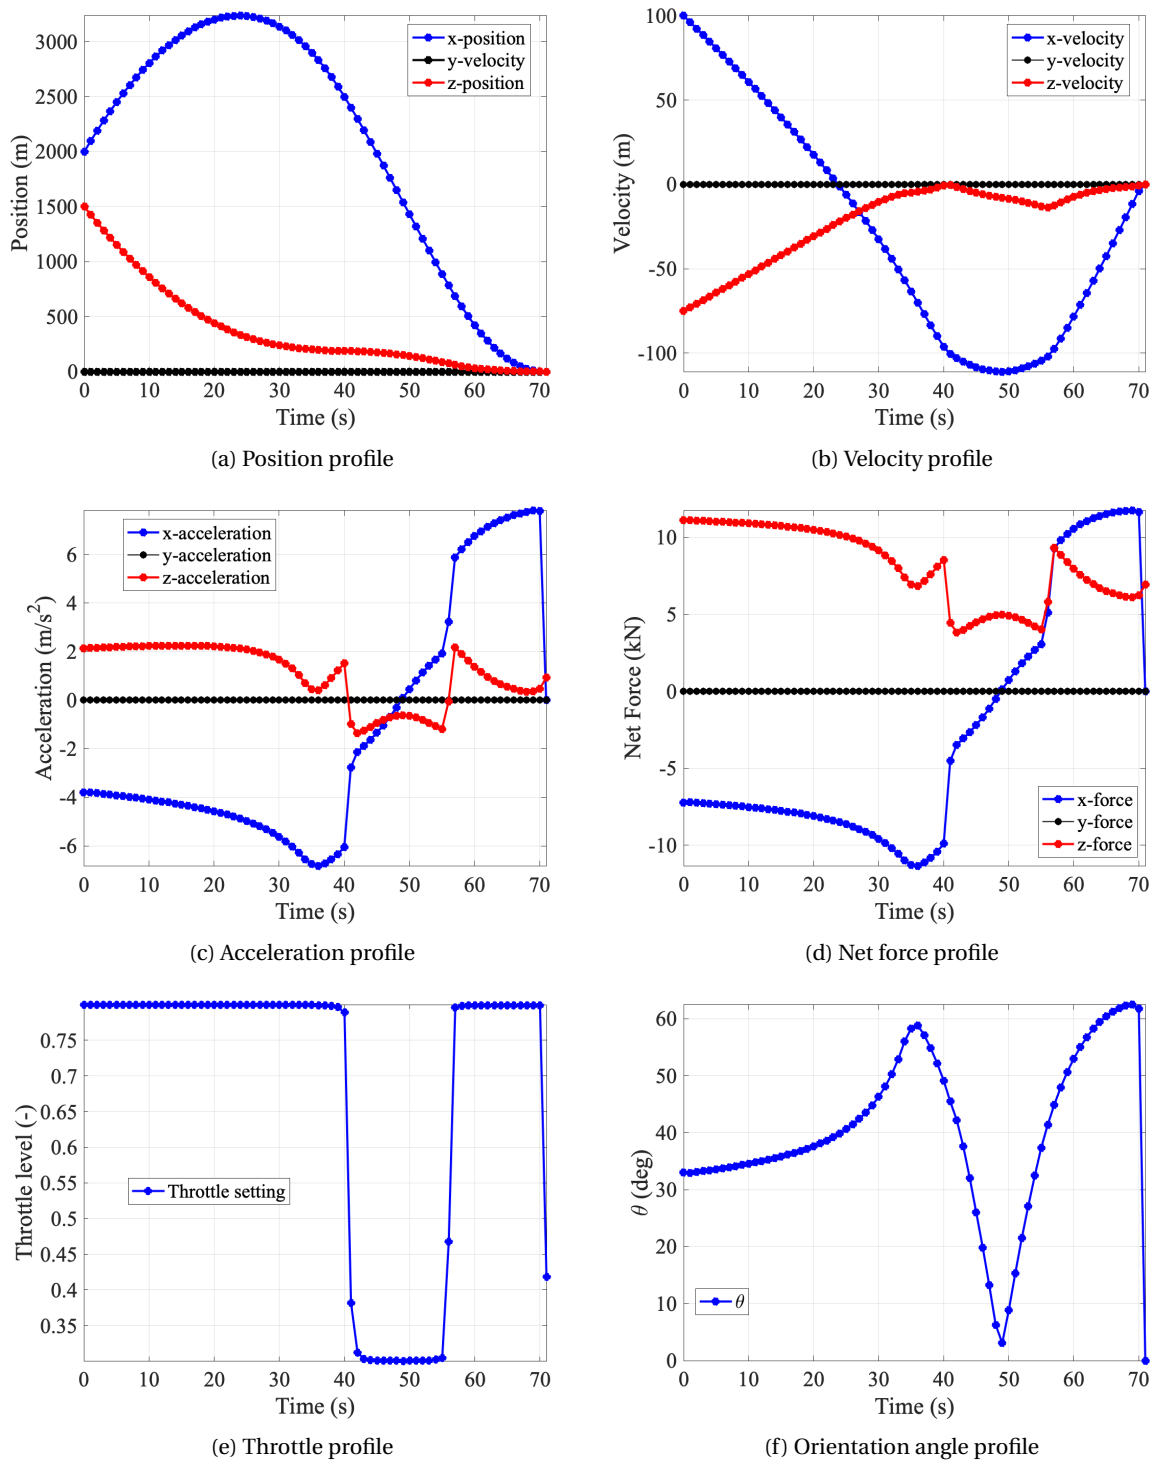 3000
2500
2000
1500
1000
500
0
Position (m)
x-position
y-velocity
z-position
0 10 20 30 40 50 60 70
Time (s)
(a) Position profile
100
50
0
-50
-100
Velocity (m)
x-velocity
y-velocity
z-velocity
0 10 20 30 40 50 60 70
Time (s)
(b) Velocity profile
6
4
2
0
-2
-4
-6
Acceleration (m/s²)
x-acceleration
y-acceleration
z-acceleration
0 10 20 30 40 50 60 70
Time (s)
(c) Acceleration profile
10
5
0
-5
-10
Net Force (kN)
x-force
y-force
z-force
0 10 20 30 40 50 60 70
Time (s)
(d) Net force profile
0.75
0.7
0.65
0.6
0.55
0.5
0.45
0.4
0.35
Throttle level (-)
Throttle setting
0 10 20 30 40 50 60 70
Time (s)
(e) Throttle profile
60
50
40
30
20
10
0
θ (deg)
θ
0 10 20 30 40 50 60 70
Time (s)
(f) Orientation angle profile